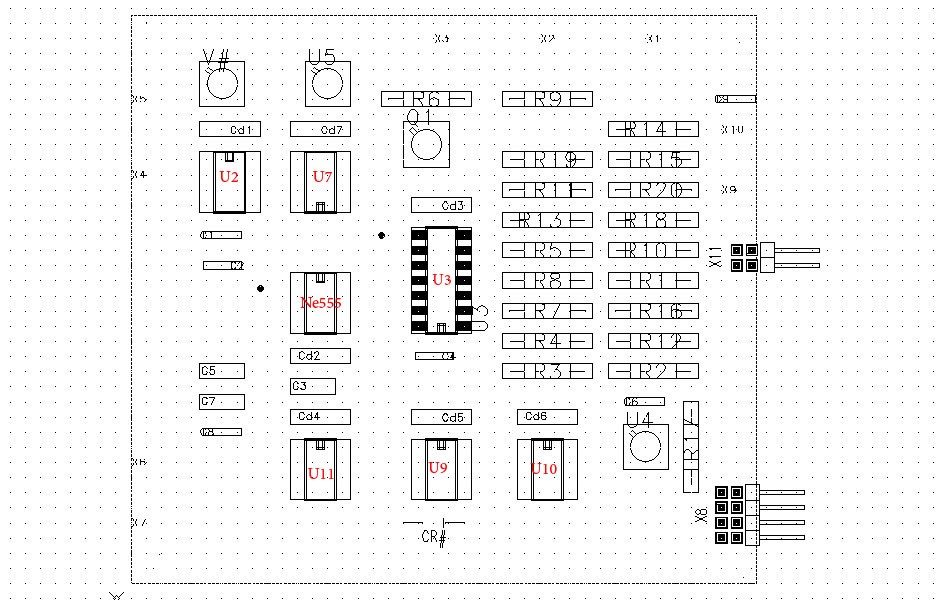 X3 X2 X1
V# U5
X5 R6 R9
Q1
Cd1 Cd7 R14 X10
R19 R15
X4 U2 U7 R11 R20 X9
Cd3 R13 R18
C1 R5 R10 X11
C2 U3 R8 R1
Ne555 R7 R16
R4 R12
Cd2 C4
C5 R3 R2
C3
C7 C6
Cd4 Cd5 Cd6 U4
C8 R17
X6 U11 U9 U10
X7 X8
CR#